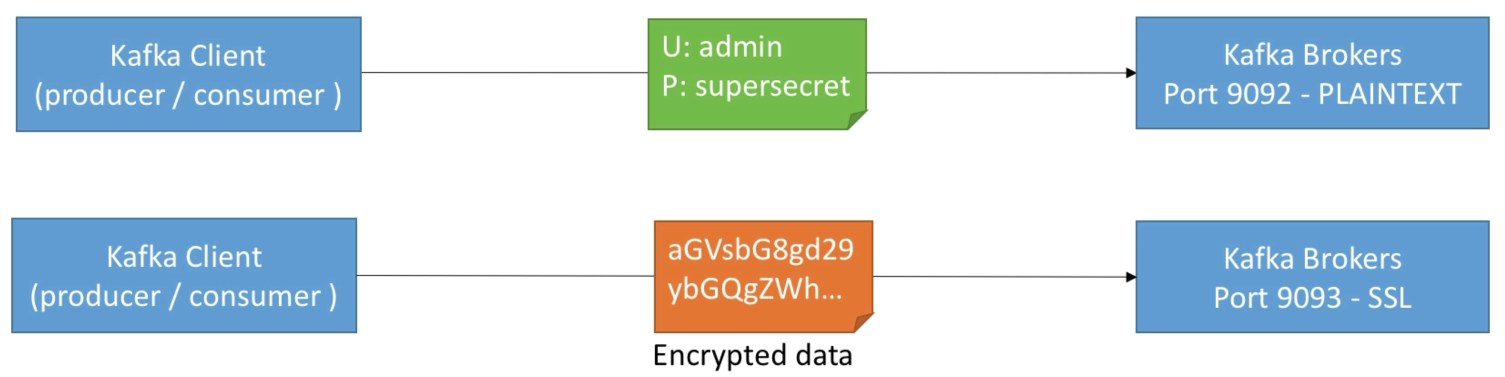 Kafka Client
(producer / consumer )
U: admin
P: supersecret
Kafka Brokers
Port 9092 - PLAINTEXT
Kafka Client
(producer / consumer )
aGVsbG8gd29
ybGQgZWh...
Encrypted data
Kafka Brokers
Port 9093 - SSL